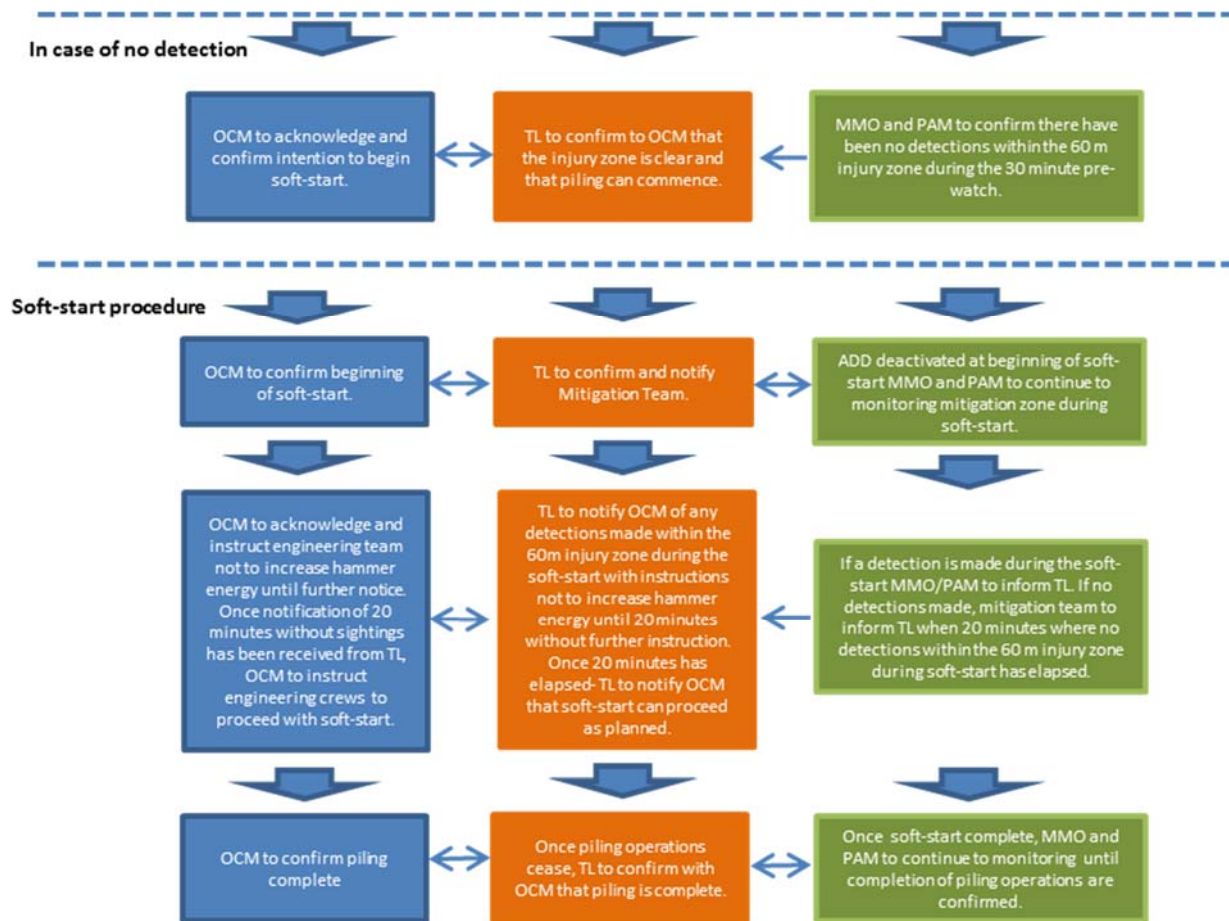 In case of no detection
OCM to acknowledge and
confirm intention to begin
soft-start.
TL to confirm to OCM that
the injury zone is clear and
that piling can commence.
MMO and PAM to confirm there have
been no detections within the 60 m
injury zone during the 30 minute pre-
watch.
Soft-start procedure
OCM to confirm beginning
of soft-start.
TL to confirm and notify
Mitigation Team.
ADD deactivated at beginning of soft-
start MMO and PAM to continue to
monitoring mitigation zone during
soft-start.
OCM to acknowledge and
instruct engineering team
not to increase hammer
energy until further notice.
Once notification of 20
minutes without sightings
has been received from TL,
OCM to instruct
engineering crews to
proceed with soft-start.
TL to notify OCM of any
detections made within the
60m injury zone during the
soft-start with instructions
not to increase hammer
energy until 20 minutes
without further instruction.
Once 20 minutes has
elapsed- TL to notify OCM
that soft-start can proceed
as planned.
If a detection is made during the soft-
start MMO/PAM to inform TL. If no
detections made, mitigation team to
inform TL when 20 minutes where no
detections within the 60 m injury zone
during soft-start has elapsed.
OCM to confirm piling
complete
Once piling operations
cease, TL to confirm with
OCM that piling is complete.
Once soft-start complete, MMO and
PAM to continue to monitoring until
completion of piling operations are
confirmed.